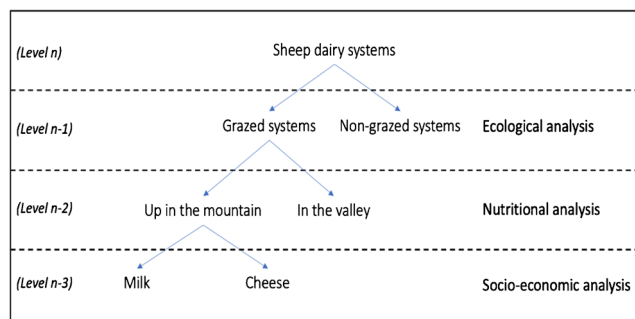 (Level n) Sheep dairy systems
(Level n-1) Grazed systems Non-grazed systems Ecological analysis
(Level n-2) Up in the mountain In the valley Nutritional analysis
(Level n-3) Milk Cheese Socio-economic analysis